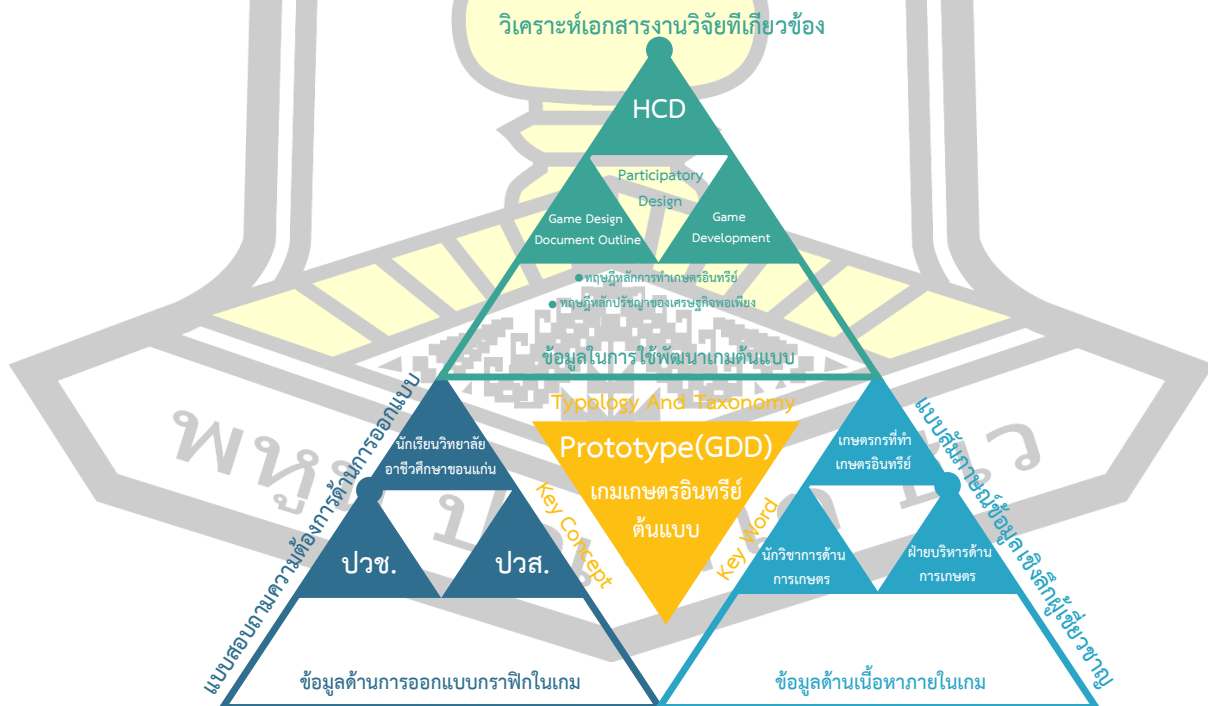 วิเคราะห์เอกสารงานวิจัยที่เกี่ยวข้อง
HCD
Participatory
Design
Game Design
Document Outline
Game
Development
●ทฤษฎีหลักการทำเกษตรอินทรีย์
●ทฤษฎีหลักปรัชญาของเศรษฐกิจพอเพียง
ข้อมูลในการใช้พัฒนาเกมต้นแบบ
แบบสอบถามความต้องการด้านการออกแบบ
นักเรียนวิทยาลัย
อาชีวศึกษาขอนแก่น
ปวช.
ปวส.
ข้อมูลด้านการออกแบบกราฟิกในเกม
Typology And Taxonomy
Prototype(GDD)
เกมเกษตรอินทรีย์
ต้นแบบ
Key Concept
Key Word
เกษตรกรที่ทำ
เกษตรอินทรีย์
นักวิชาการด้าน
การเกษตร
ฝ่ายบริหารด้าน
การเกษตร
แบบสัมภาษณ์ข้อมูลเชิงลึกผู้เชี่ยวชาญ
ข้อมูลด้านเนื้อหาภายในเกม